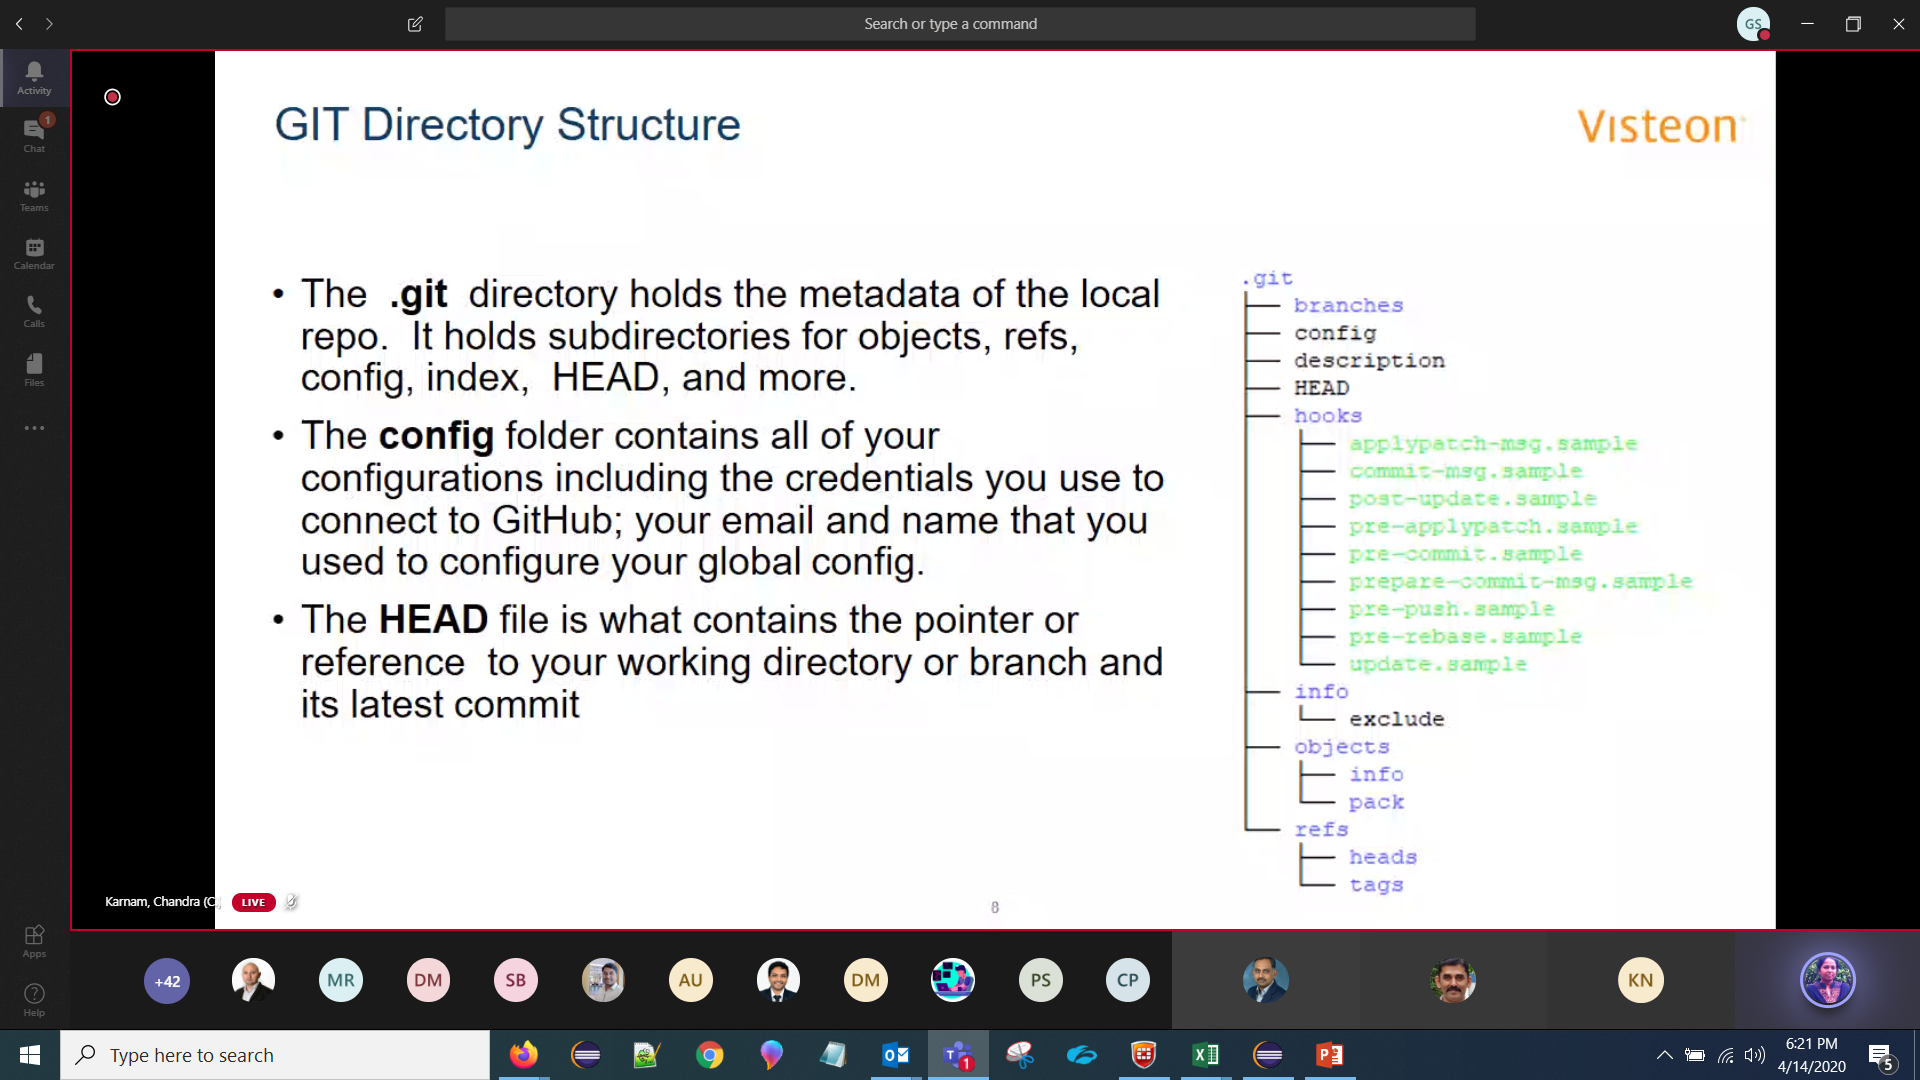 Search or type a command
GS
Activity
1
Chat
Teams
Calendar
Calls
Files
Apps
Help
GIT Directory Structure
Visteon
• The .git directory holds the metadata of the local
repo. It holds subdirectories for objects, refs,
config, index, HEAD, and more.
• The config folder contains all of your
configurations including the credentials you use to
connect to GitHub; your email and name that you
used to configure your global config.
• The HEAD file is what contains the pointer or
reference to your working directory or branch and
its latest commit
.git
branches
config
description
HEAD
hooks
applypatch-msg.sample
commit-msg.sample
post-update.sample
pre-applypatch.sample
pre-commit.sample
prepare-commit-msg.sample
pre-push.sample
pre-rebase.sample
update.sample
info
exclude
objects
info
pack
refs
heads
tags
Karnam, Chandra (C.
LIVE
8
+42
MR
DM
SB
AU
DM
PS
CP
KN
Type here to search
1
6:21 PM
4/14/2020
5